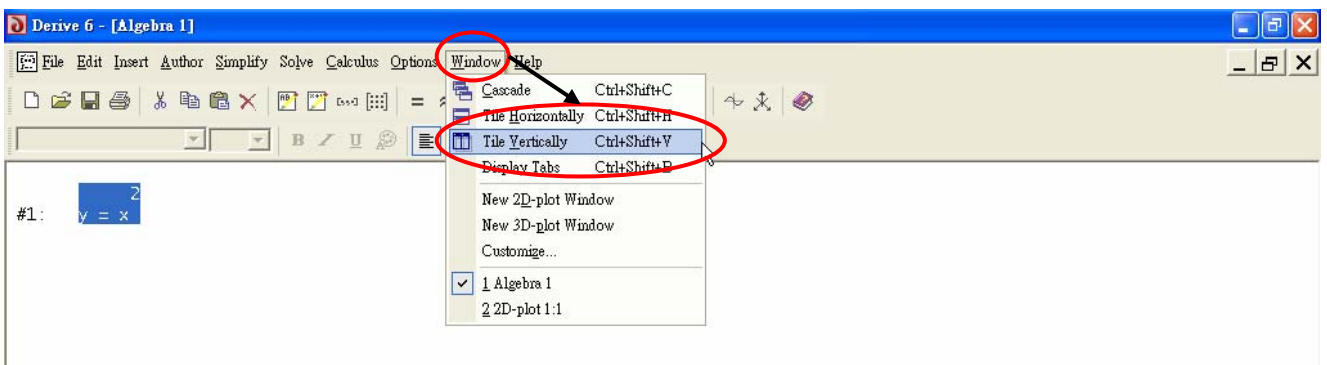 Derive 6 - [Algebra 1]
File Edit Insert Author Simplify Solve Calculus Options Window Help
Cascade Ctrl+Shift+C
Tile Horizontally Ctrl+Shift+H
B I U
Tile Vertically Ctrl+Shift+V
Display Tabs Ctrl+Shift+B
New 2D-plot Window
New 3D-plot Window
Customize...
1 Algebra 1
2 2D-plot 1:1
#1: y = x²